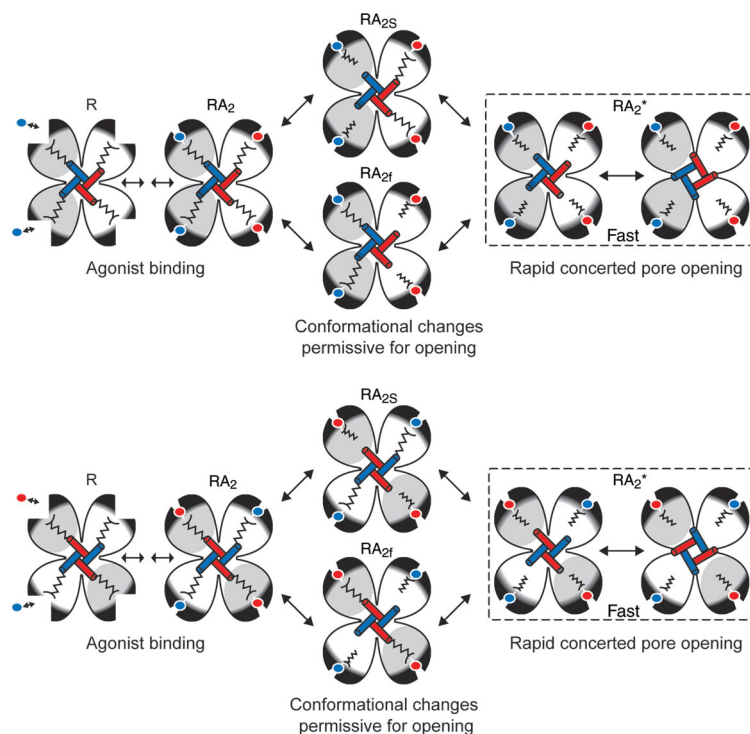 RA2S
R
RA2
RA2*
RA2f
Fast
Agonist binding
Rapid concerted pore opening
Conformational changes
permissive for opening
RA2S
R
RA2
RA2*
RA2f
Fast
Agonist binding
Rapid concerted pore opening
Conformational changes
permissive for opening